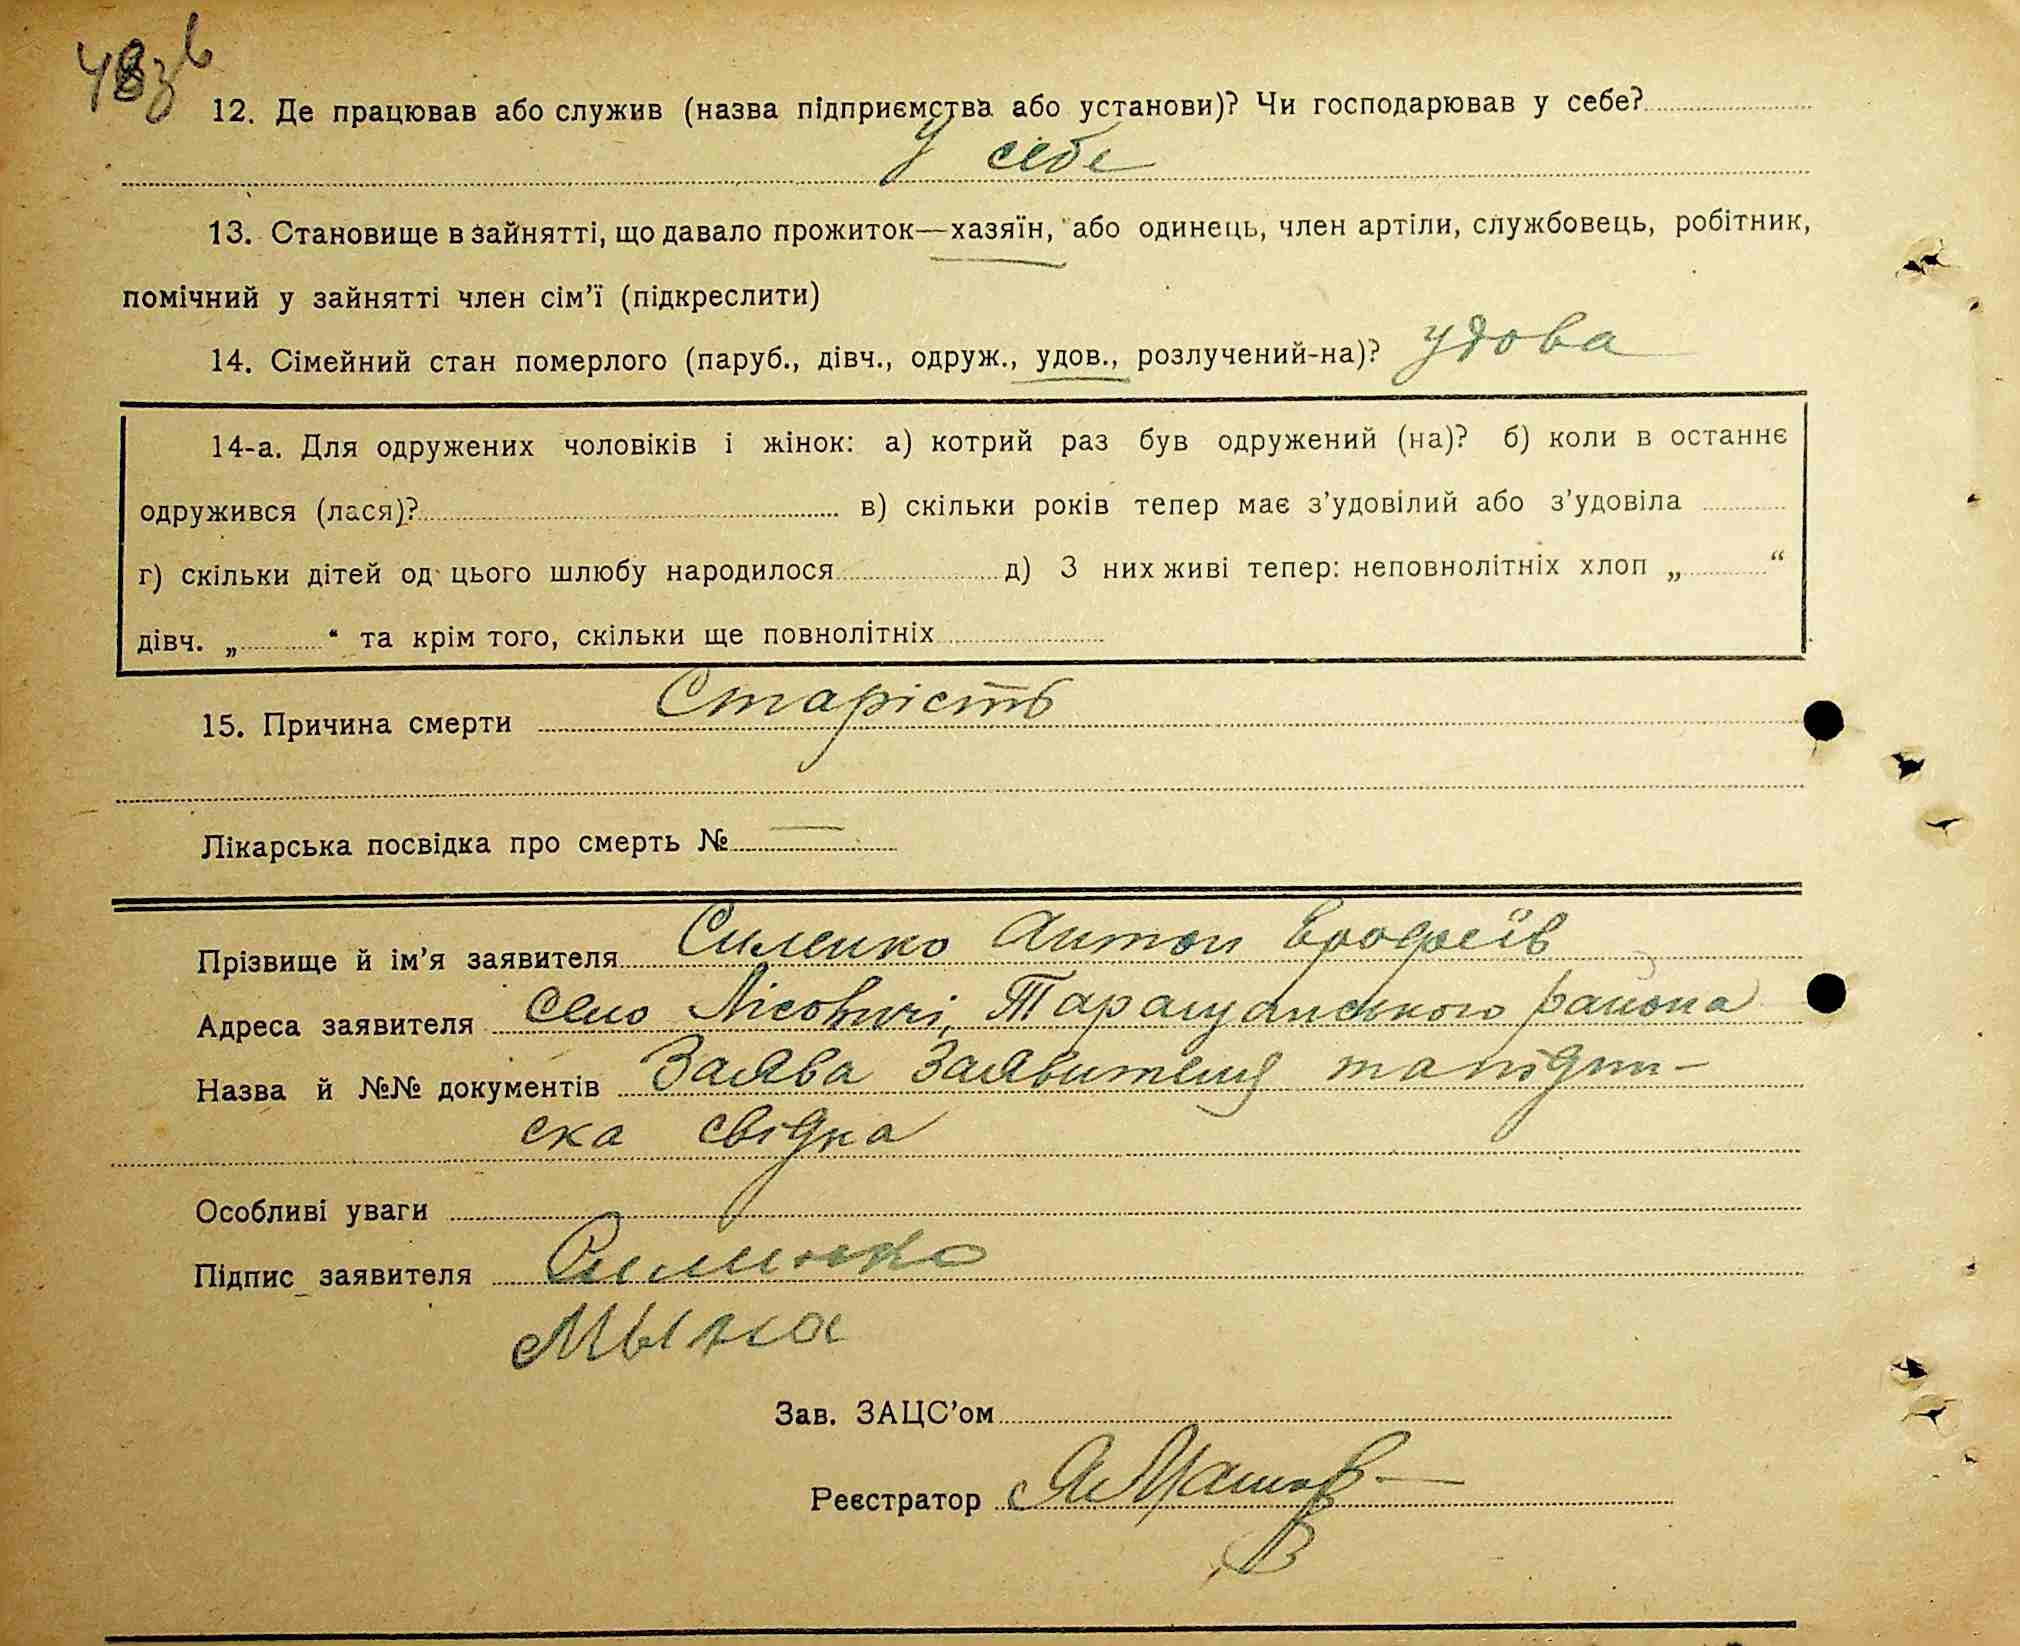 48зв
12. Де працював або служив (назва підприємства або установи)? Чи господарював у себе?
У себе
13. Становище в зайнятті, що давало прожиток—хазяїн, або одинець, член артіли, службовець, робітник,
помічний у зайнятті член сім’ї (підкреслити)
14. Сімейний стан померлого (паруб., дівч., одруж., удов., розлучений-на)? удова
14-а. Для одружених чоловіків і жінок: а) котрий раз був одружений (на)? б) коли в останнє
одружився (лася)? в) скільки років тепер має з’удовілий або з’удовіла
г) скільки дітей од цього шлюбу народилося д) З них живі тепер: неповнолітніх хлоп „ “
дівч. „ “ та крім того, скільки ще повнолітніх
15. Причина смерти Старість
Лікарська посвідка про смерть № —
Прізвище й ім’я заявителя Силенко Антон
Адреса заявителя село Лісовичі, Таращанського района
Назва й №№ документів Заява Заявителя та підпи-
ска свідка
Особливі уваги
Підпис заявителя Силенко
Зав. ЗАЦС’ом
Реєстратор